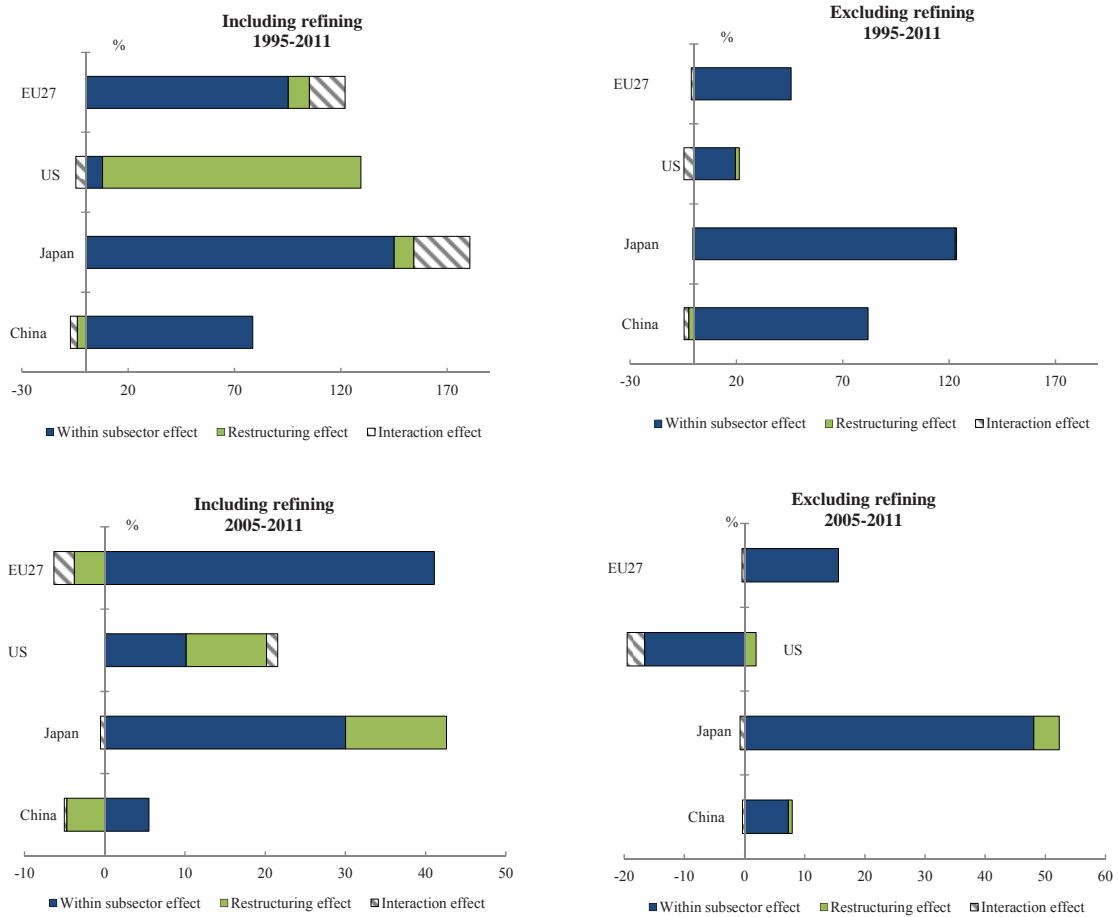 Including refining
1995-2011
%
EU27
US
Japan
China
-30 20 70 120 170
Within subsector effect Restructuring effect Interaction effect
Excluding refining
1995-2011
%
EU27
US
Japan
China
-30 20 70 120 170
Within subsector effect Restructuring effect Interaction effect
Including refining
2005-2011
%
EU27
US
Japan
China
-10 0 10 20 30 40 50
Within subsector effect Restructuring effect Interaction effect
Excluding refining
2005-2011
%
EU27
US
Japan
China
-20 -10 0 10 20 30 40 50 60
Within subsector effect Restructuring effect Interaction effect